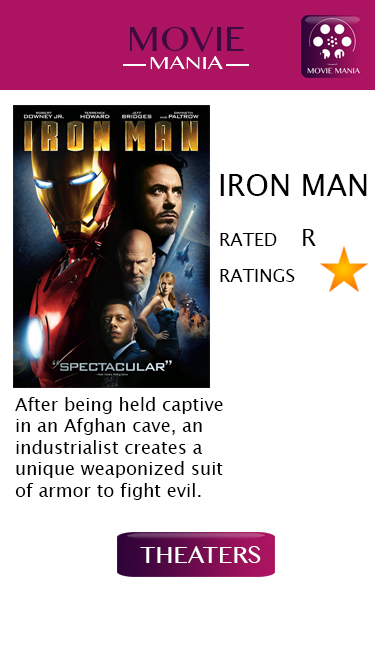 MOVIE
MANIA
MOVIE MANIA
ROBERT DOWNEY JR. TERRENCE HOWARD JEFF BRIDGES AND GWYNETH PALTROW
IRON MAN
"SPECTACULAR"
IRON MAN
RATED R
RATINGS
After being held captive
in an Afghan cave, an
industrialist creates a
unique weaponized suit
of armor to fight evil.
THEATERS